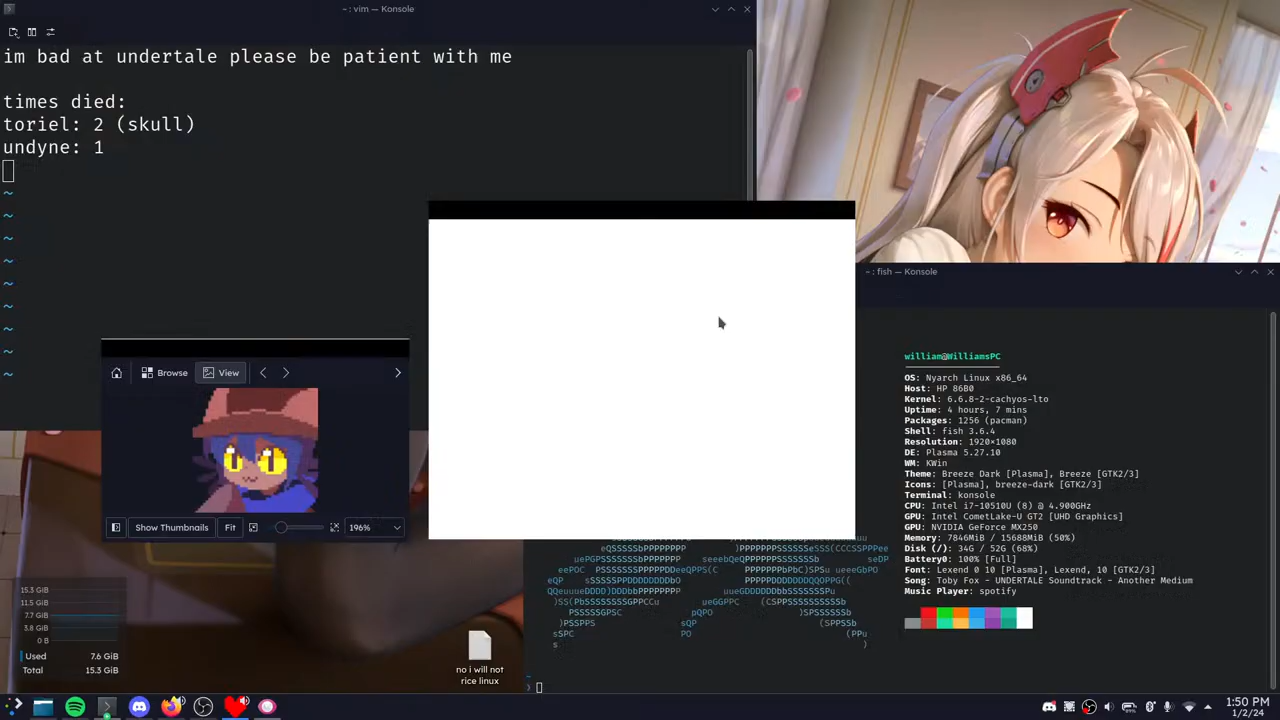 ~ : vim — Konsole
im bad at undertale please be patient with me
times died:
toriel: 2 (skull)
undyne: 1
~
~
~
~
~
~
~
~
~
Browse
View
Show Thumbnails
Fit
196%
~ : fish — Konsole
william@WilliamsPC
OS: Nyarch Linux x86_64
Host: HP 86B0
Kernel: 6.6.8-2-cachyos-lto
Uptime: 4 hours, 7 mins
Packages: 1256 (pacman)
Shell: fish 3.6.4
Resolution: 1920×1080
DE: Plasma 5.27.10
WM: KWin
Theme: Breeze Dark [Plasma], Breeze [GTK2/3]
Icons: [Plasma], breeze-dark [GTK2/3]
Terminal: konsole
CPU: Intel i7-10510U (8) @ 4.900GHz
GPU: Intel CometLake-U GT2 [UHD Graphics]
GPU: NVIDIA GeForce MX250
Memory: 7846MiB / 15688MiB (50%)
Disk (/): 34G / 52G (68%)
Battery0: 100% [Full]
Font: Lexend 0 10 [Plasma], Lexend, 10 [GTK2/3]
Song: Toby Fox - UNDERTALE Soundtrack - Another Medium
Music Player: spotify
15.3 GiB
11.5 GiB
7.7 GiB
3.8 GiB
0 B
Used 7.6 GiB
Total 15.3 GiB
no i will not
rice linux
1:50 PM
1/2/24